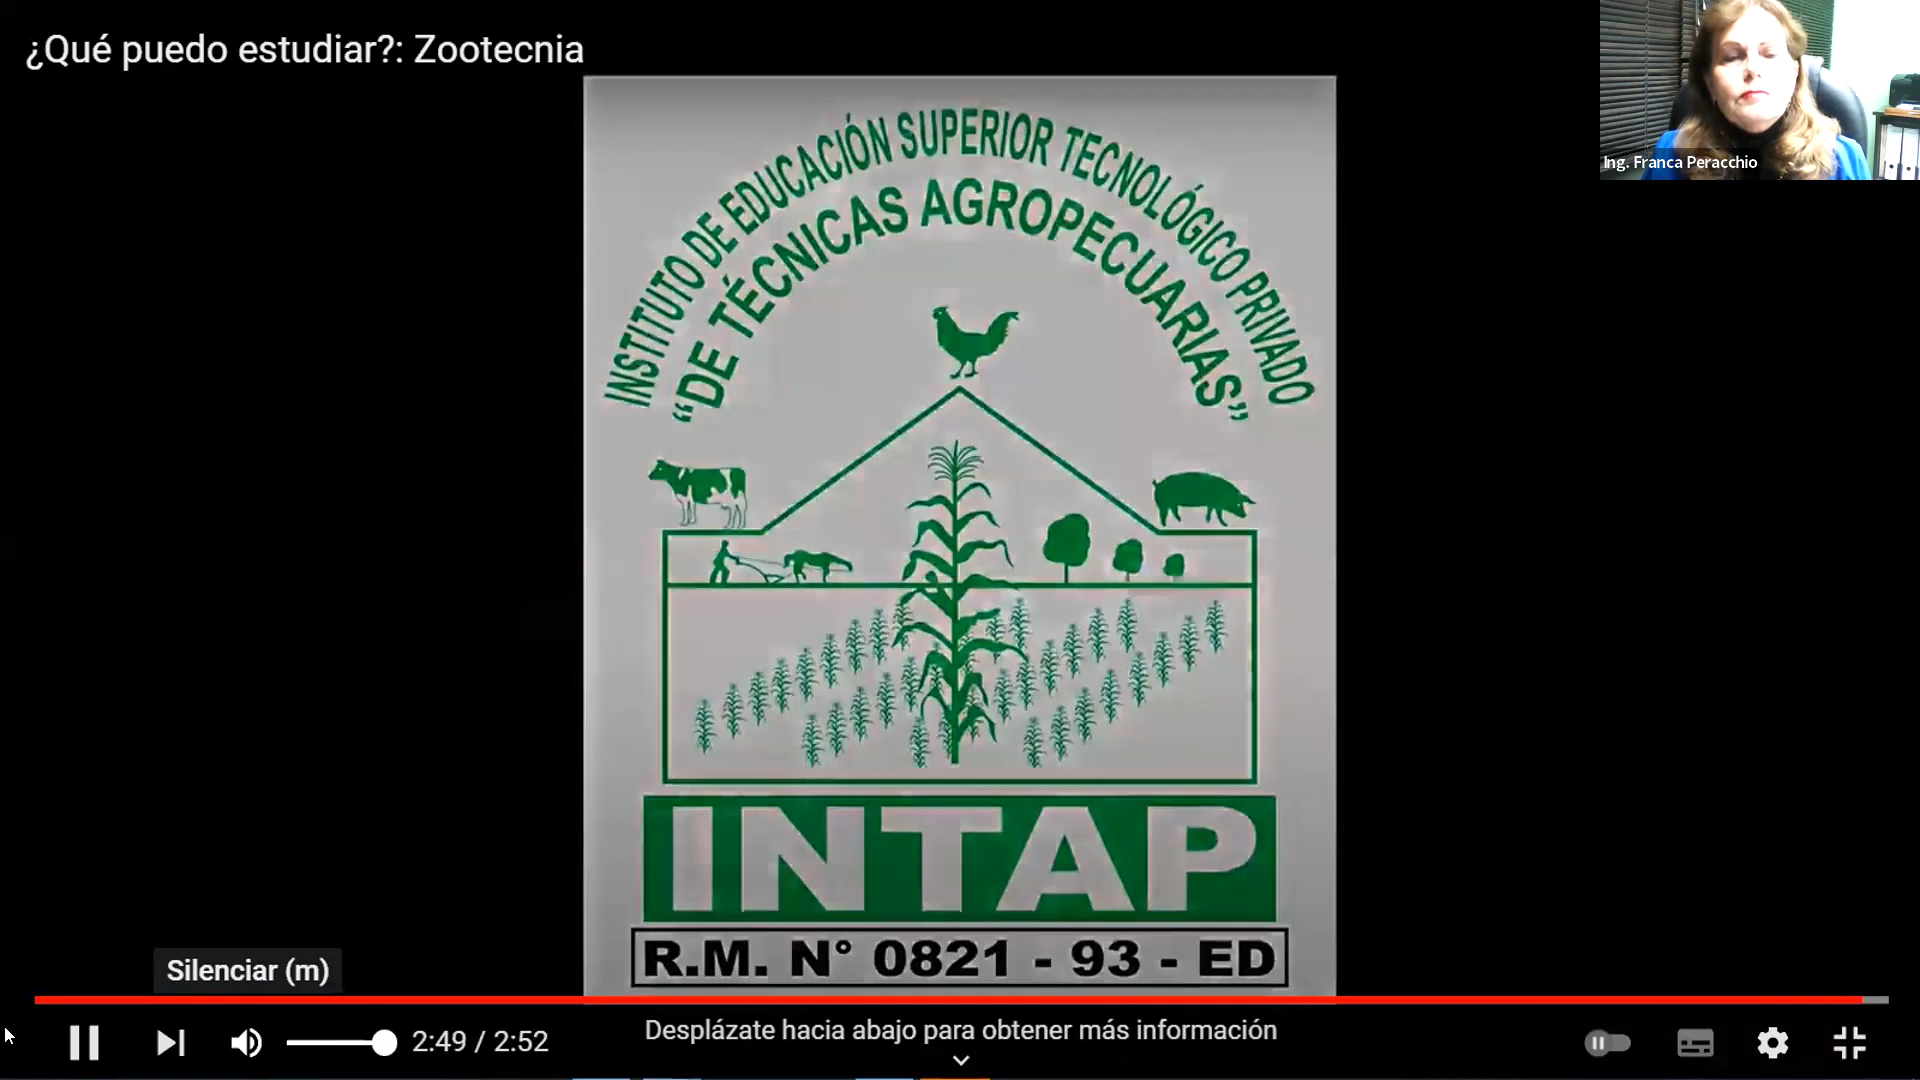 ¿Qué puedo estudiar?: Zootecnia
Ing. Franca Peracchio
INSTITUTO DE EDUCACIÓN SUPERIOR TECNOLÓGICO PRIVADO
“DE TÉCNICAS AGROPECUARIAS”
INTAP
R.M. N° 0821 - 93 - ED
Silenciar (m)
2:49 / 2:52
Desplázate hacia abajo para obtener más información